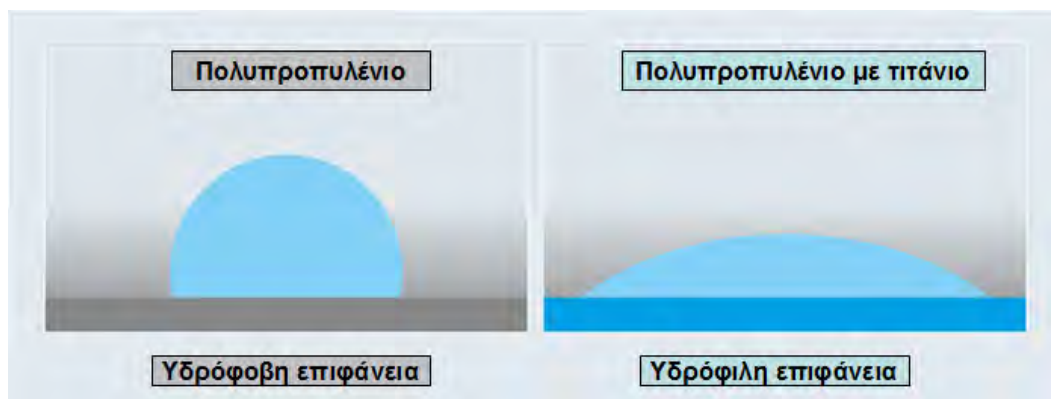 Πολυπροπυλένιο
Πολυπροπυλένιο με τιτάνιο
Υδρόφοβη επιφάνεια
Υδρόφιλη επιφάνεια